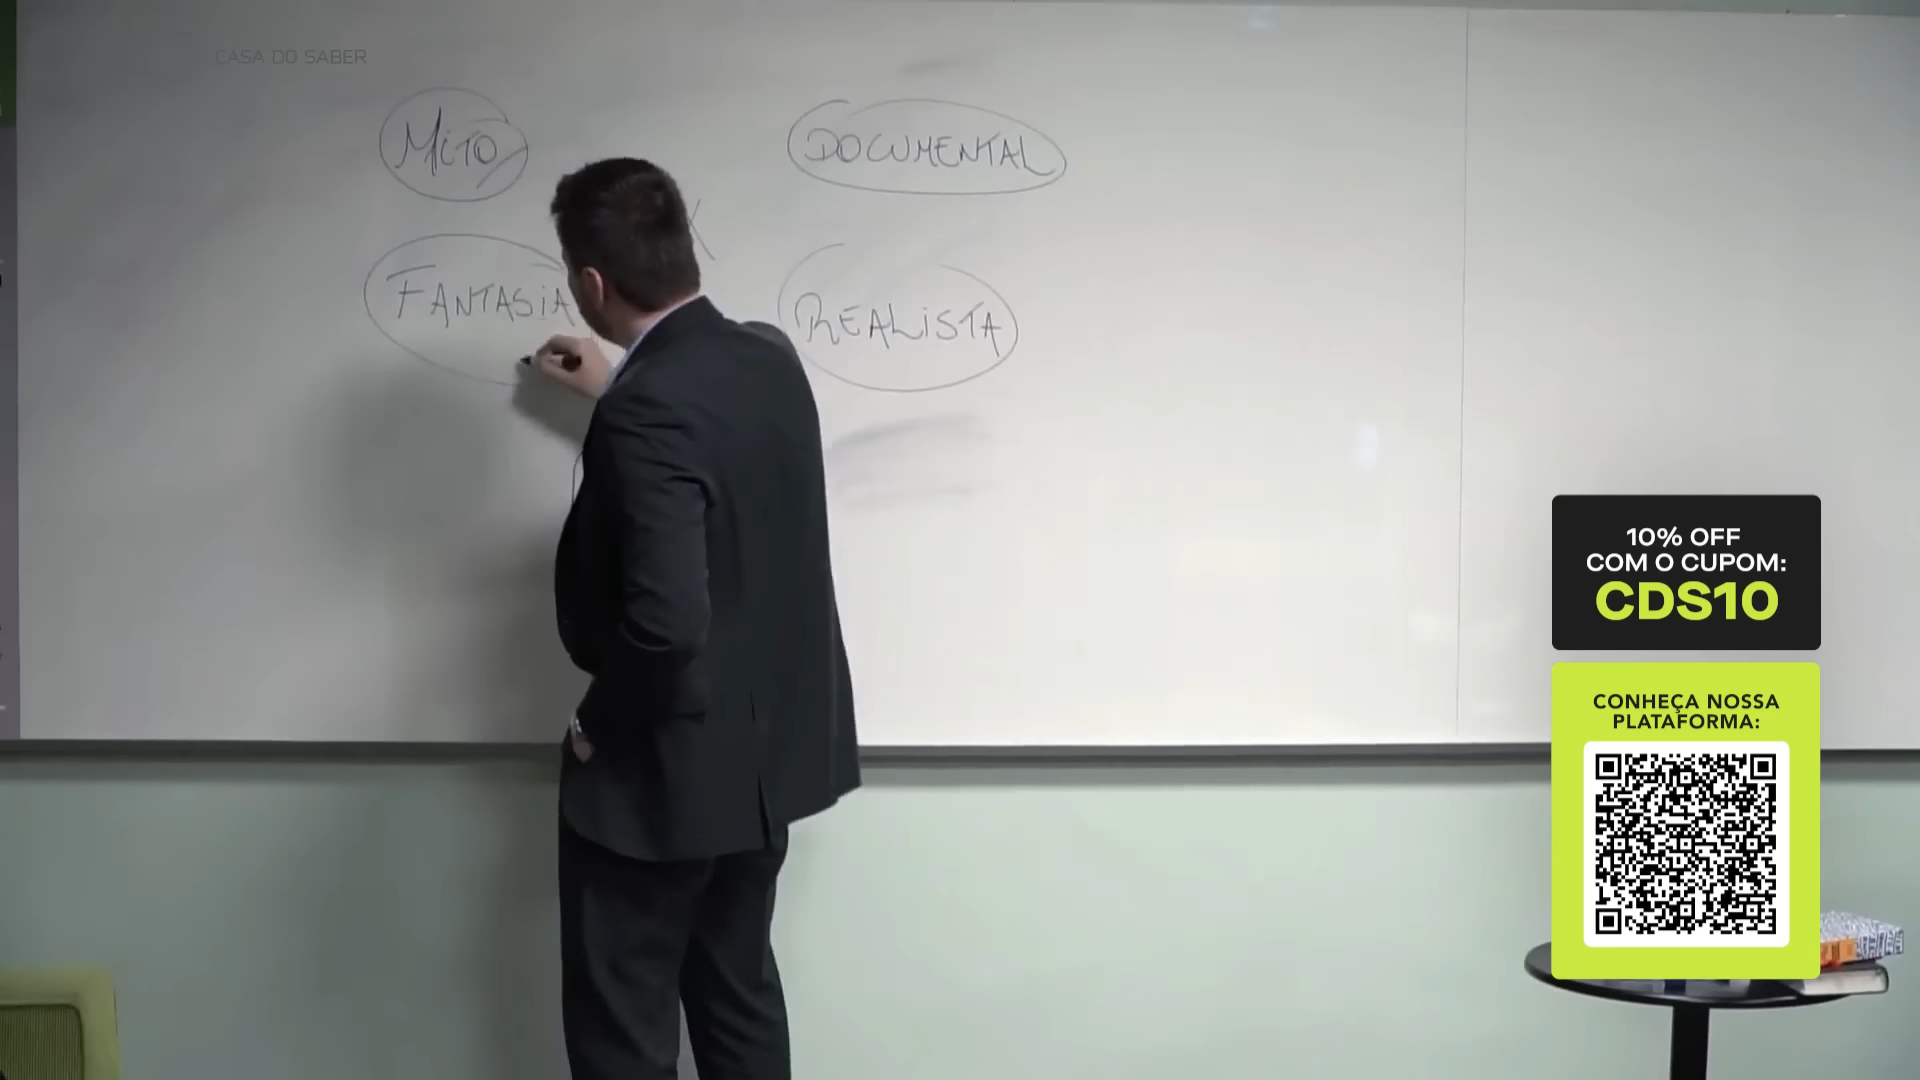 CASA DO SABER
MiTO
DOCUMENTAL
X
FANTASiA
REALiSTA
10% OFF
COM O CUPOM:
CDS10
CONHEÇA NOSSA
PLATAFORMA: